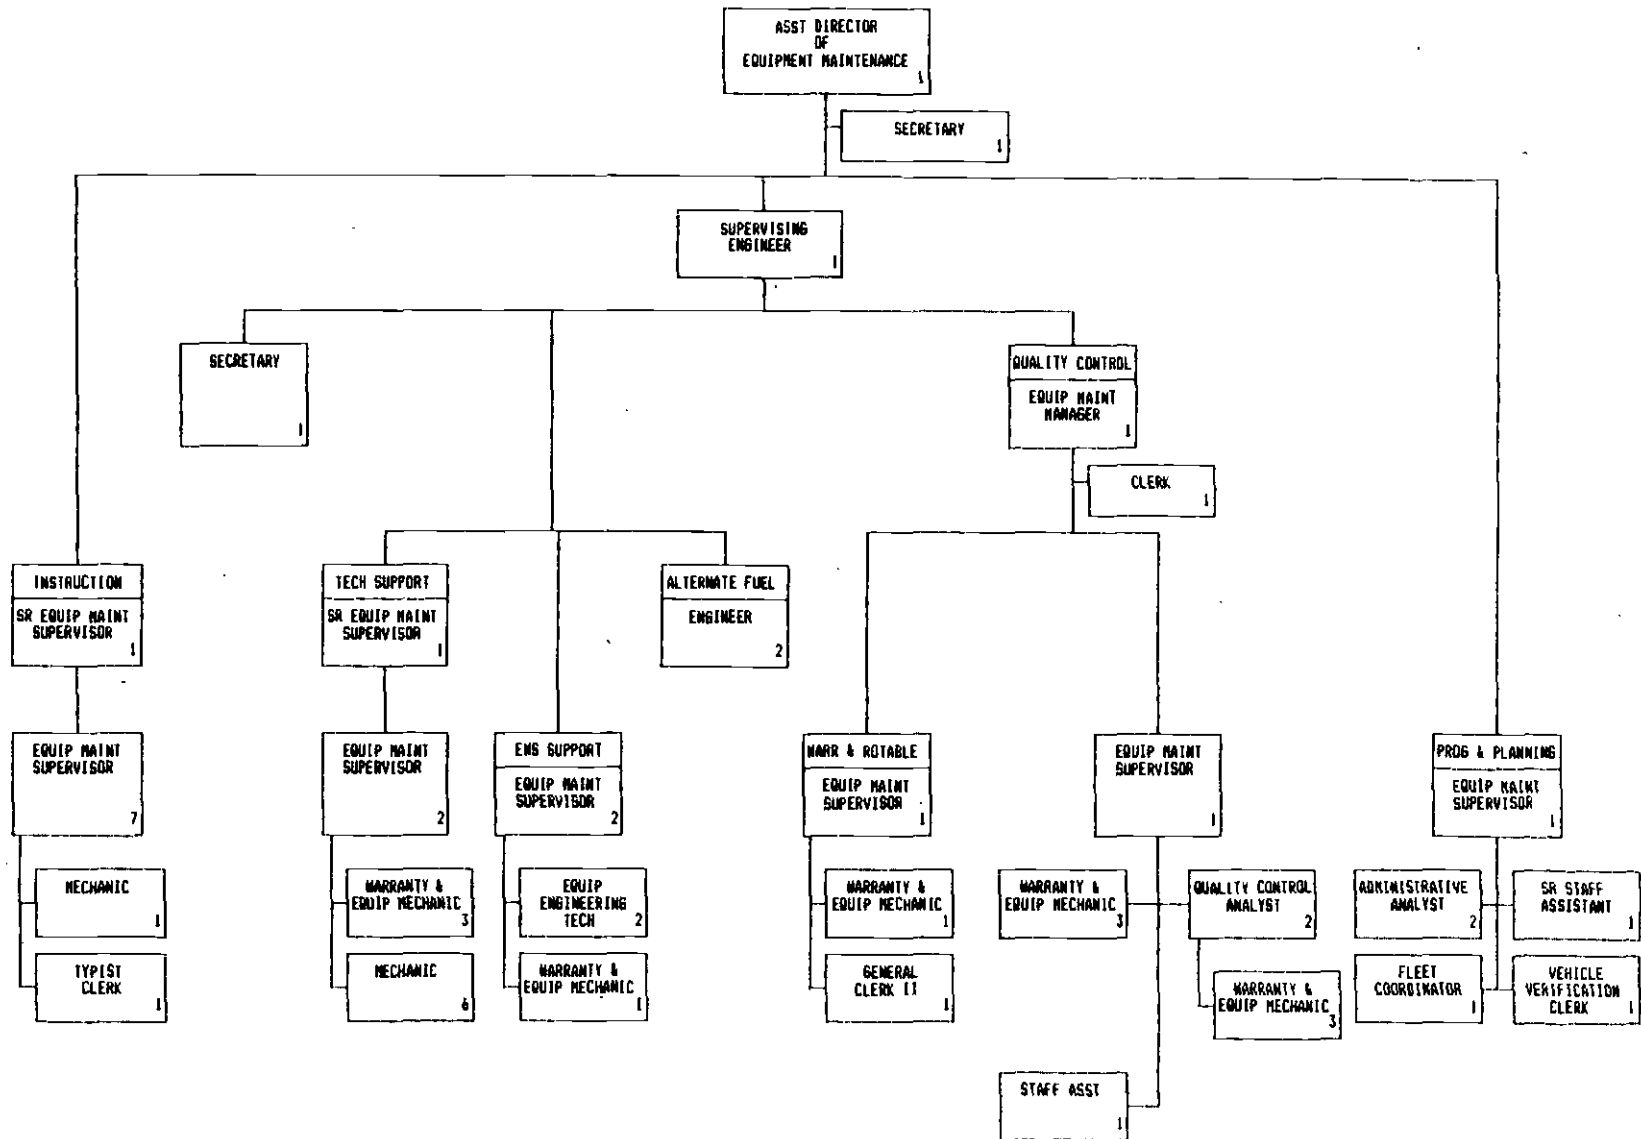 ASST DIRECTOR
OF
EQUIPMENT MAINTENANCE
1
SECRETARY
1
SUPERVISING
ENGINEER
1
SECRETARY
1
QUALITY CONTROL
EQUIP MAINT
MANAGER
1
CLERK
1
INSTRUCTION
SR EQUIP MAINT
SUPERVISOR
1
TECH SUPPORT
SR EQUIP MAINT
SUPERVISOR
1
ALTERNATE FUEL
ENGINEER
2
EQUIP MAINT
SUPERVISOR
7
EQUIP MAINT
SUPERVISOR
2
ENG SUPPORT
EQUIP MAINT
SUPERVISOR
2
WARR & ROTABLE
EQUIP MAINT
SUPERVISOR
1
EQUIP MAINT
SUPERVISOR
1
PROG & PLANNING
EQUIP MAINT
SUPERVISOR
1
MECHANIC
1
WARRANTY &
EQUIP MECHANIC
3
EQUIP
ENGINEERING
TECH
2
WARRANTY &
EQUIP MECHANIC
1
WARRANTY &
EQUIP MECHANIC
3
QUALITY CONTROL
ANALYST
2
ADMINISTRATIVE
ANALYST
2
SR STAFF
ASSISTANT
1
TYPIST
CLERK
1
MECHANIC
6
WARRANTY &
EQUIP MECHANIC
1
GENERAL
CLERK II
1
WARRANTY &
EQUIP MECHANIC
3
FLEET
COORDINATOR
1
VEHICLE
VERIFICATION
CLERK
1
STAFF ASST
1